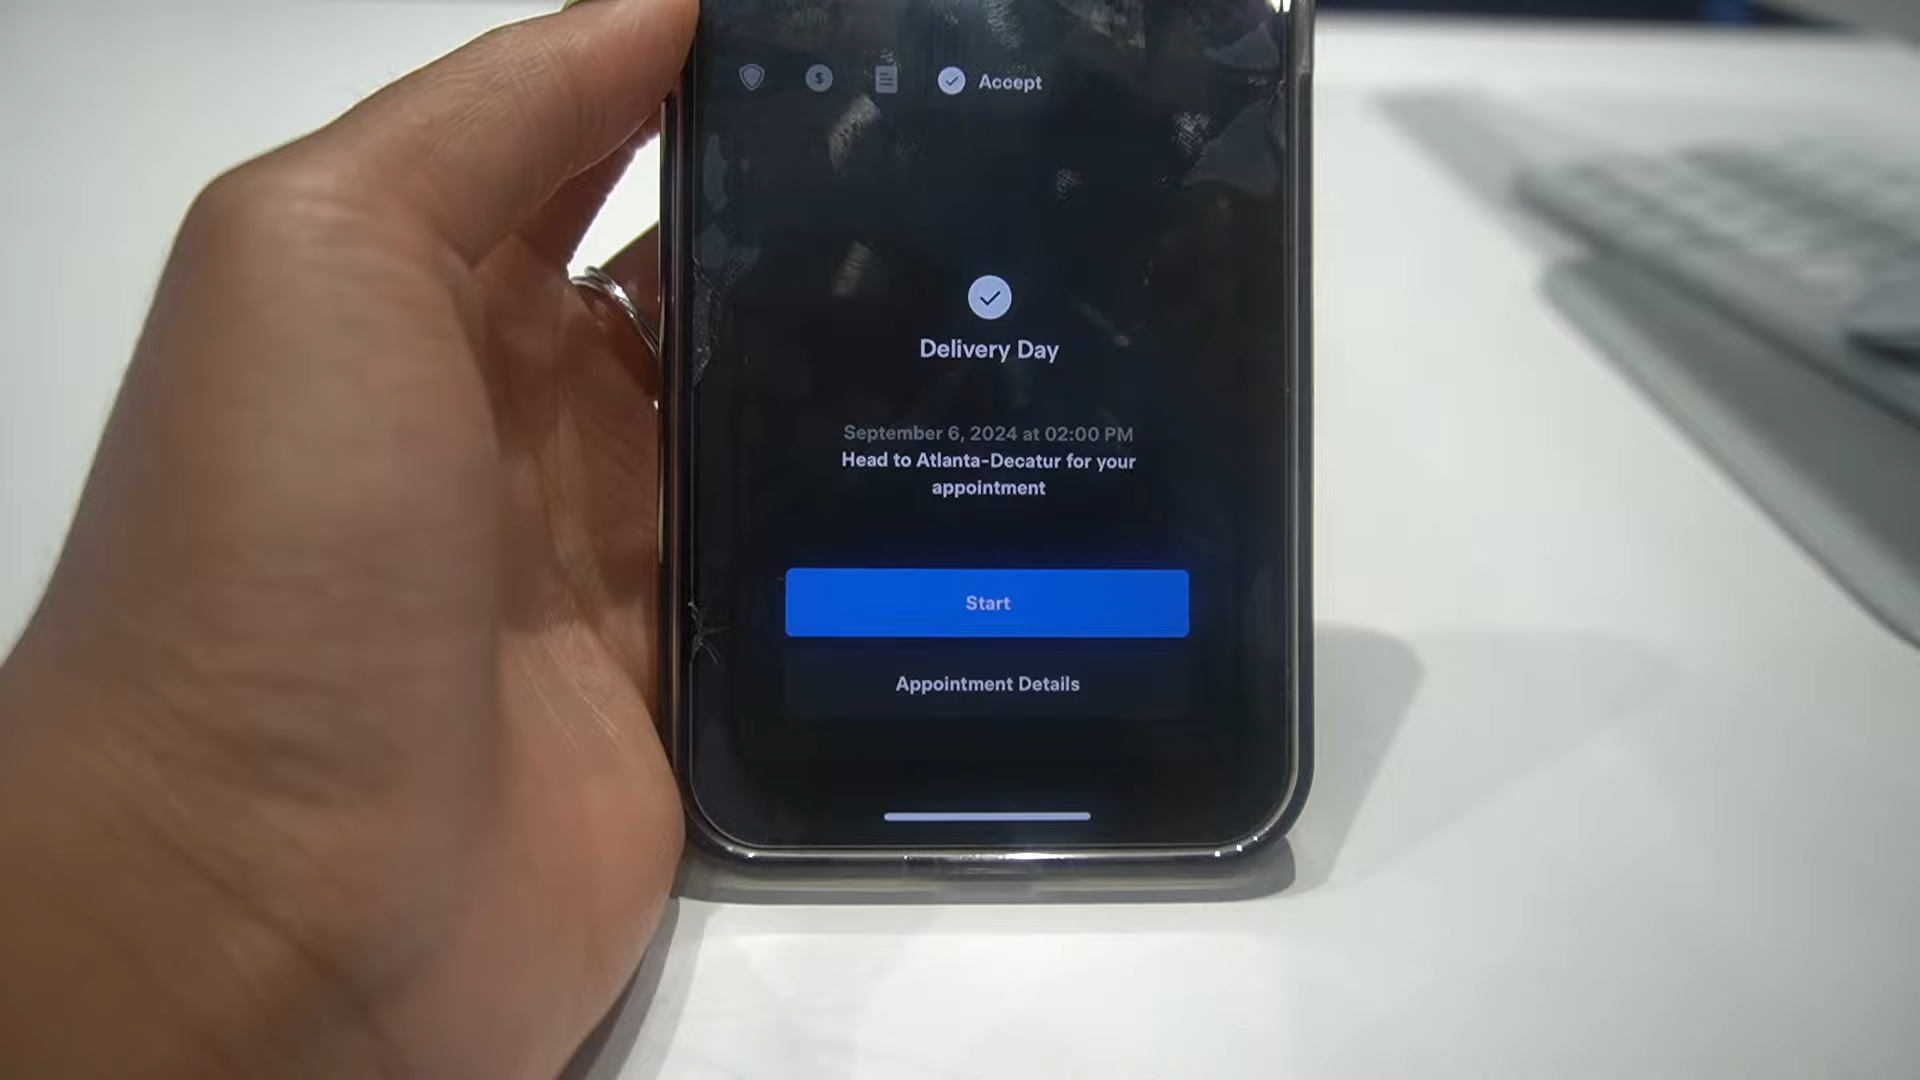 Accept
Delivery Day
September 6, 2024 at 02:00 PM
Head to Atlanta-Decatur for your
appointment
Start
Appointment Details